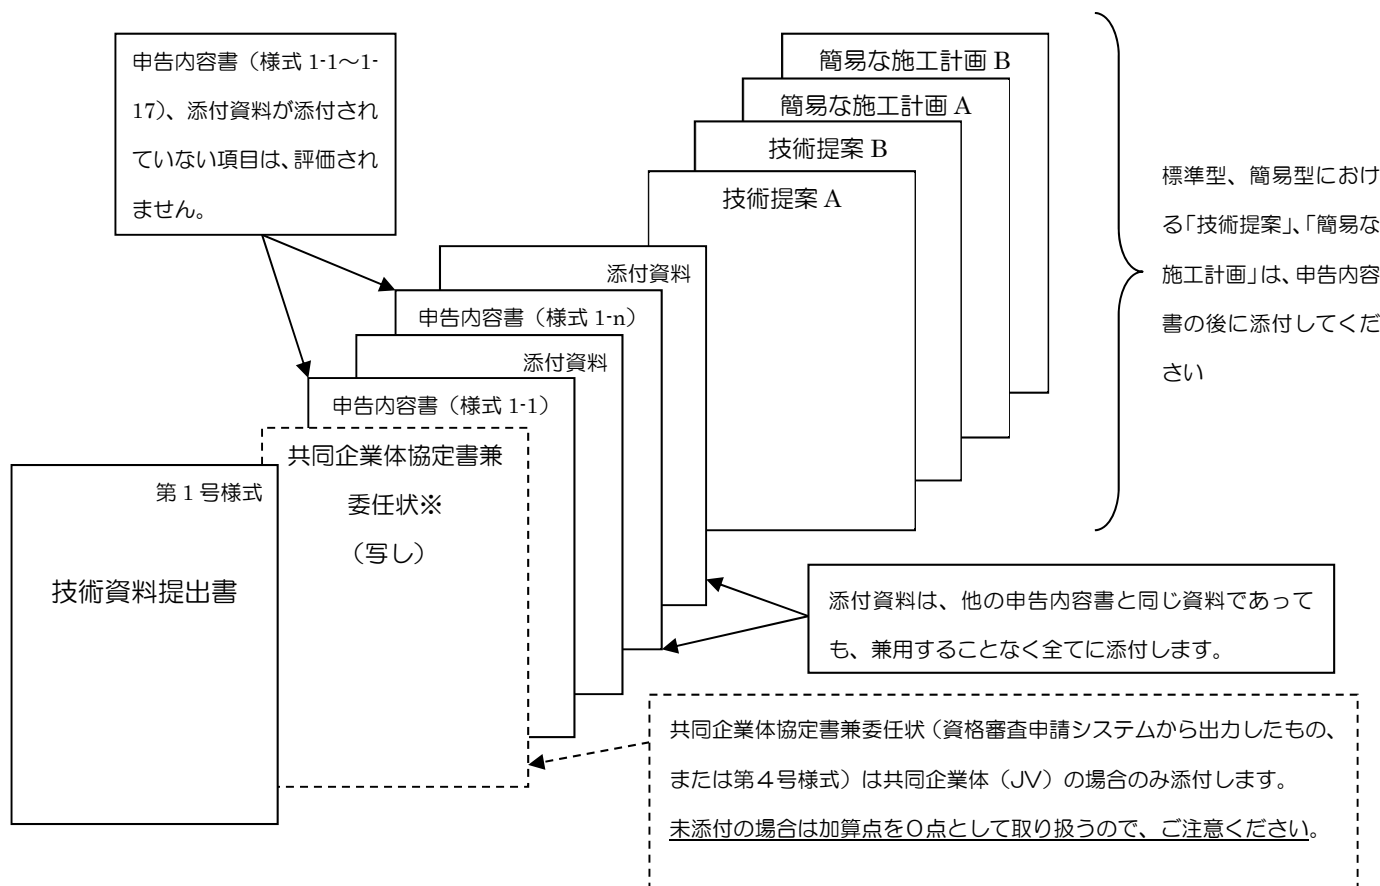 申告内容書（様式 1-1～1-
17）、添付資料が添付され
ていない項目は、評価され
ません。
簡易な施工計画 B
簡易な施工計画 A
技術提案 B
技術提案 A
標準型、簡易型におけ
る「技術提案」、「簡易な
施工計画」は、申告内容
書の後に添付してくだ
さい
添付資料
申告内容書（様式 1-n）
添付資料
申告内容書（様式 1-1）
共同企業体協定書兼
委任状※
（写し）
第１号様式
技術資料提出書
添付資料は、他の申告内容書と同じ資料であって
も、兼用することなく全てに添付します。
共同企業体協定書兼委任状（資格審査申請システムから出力したもの、
または第４号様式）は共同企業体（JV）の場合のみ添付します。
未添付の場合は加算点を０点として取り扱うので、ご注意ください。